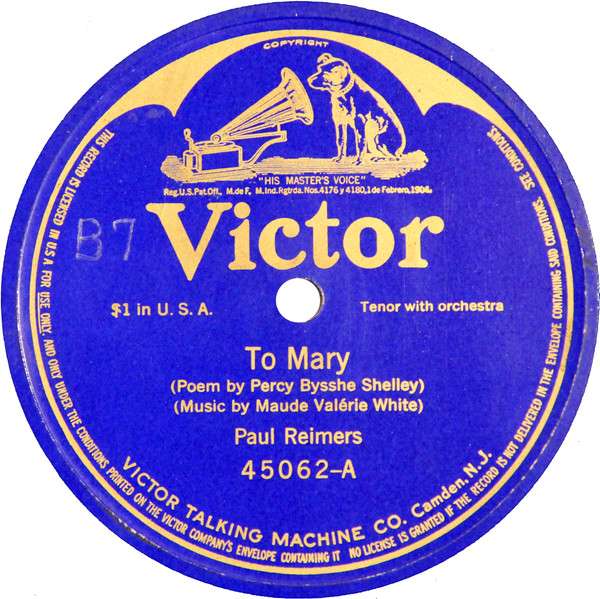 COPYRIGHT
"HIS MASTER'S VOICE"
Reg.U.S.Pat.Off., M.de F., M.Ind.Rgtrda.Nos.4176 y 4180,1 de Febrero,1904.
B7
Victor
$1 in U. S. A.
Tenor with orchestra
To Mary
(Poem by Percy Bysshe Shelley)
(Music by Maude Valérie White)
Paul Reimers
45062-A
VICTOR TALKING MACHINE CO. Camden, N.J.
THIS RECORD IS LICENSED IN U S A FOR USE ONLY, AND ONLY UNDER THE CONDITIONS PRINTED ON THE VICTOR COMPANY'S ENVELOPE CONTAINING IT NO LICENSE IS GRANTED IF THE RECORD IS NOT DELIVERED IN THE ENVELOPE CONTAINING SAID CONDITIONS. SEE CONDITIONS